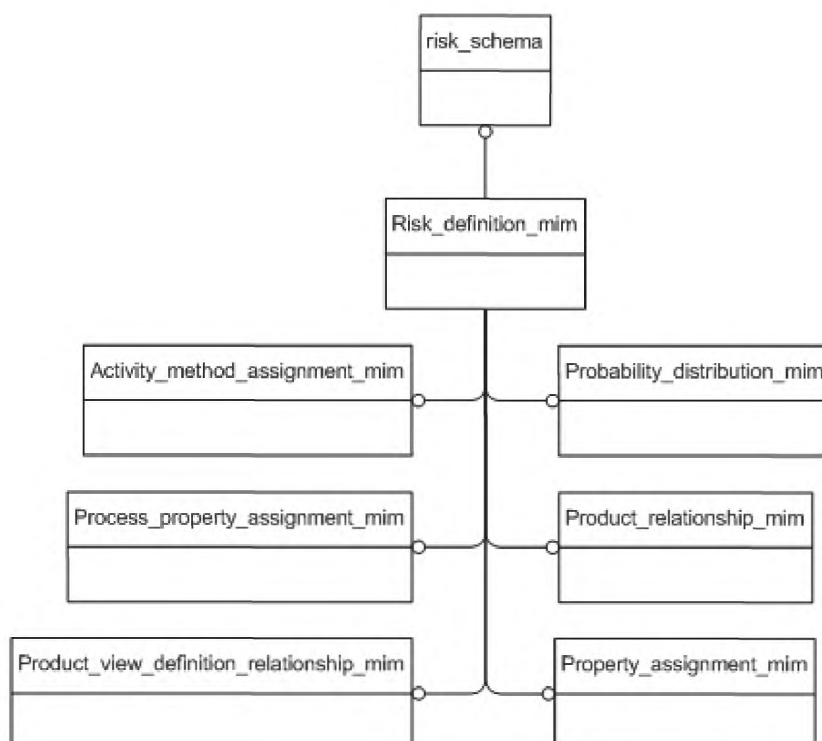 risk_schema
Risk_definition_mim
Activity_method_assignment_mim
Probability_distribution_mim
Process_property_assignment_mim
Product_relationship_mim
Product_view_definition_relationship_mim
Property_assignment_mim